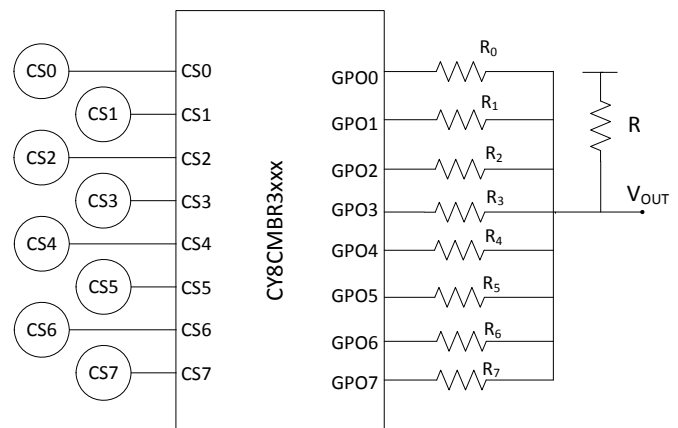 CS0
CS1
CS2
CS3
CS4
CS5
CS6
CS7
CS0
CS1
CS2
CS3
CS4
CS5
CS6
CS7
CY8CMBR3xxx
GPO0
GPO1
GPO2
GPO3
GPO4
GPO5
GPO6
GPO7
R0
R1
R2
R3
R4
R5
R6
R7
R
VOUT